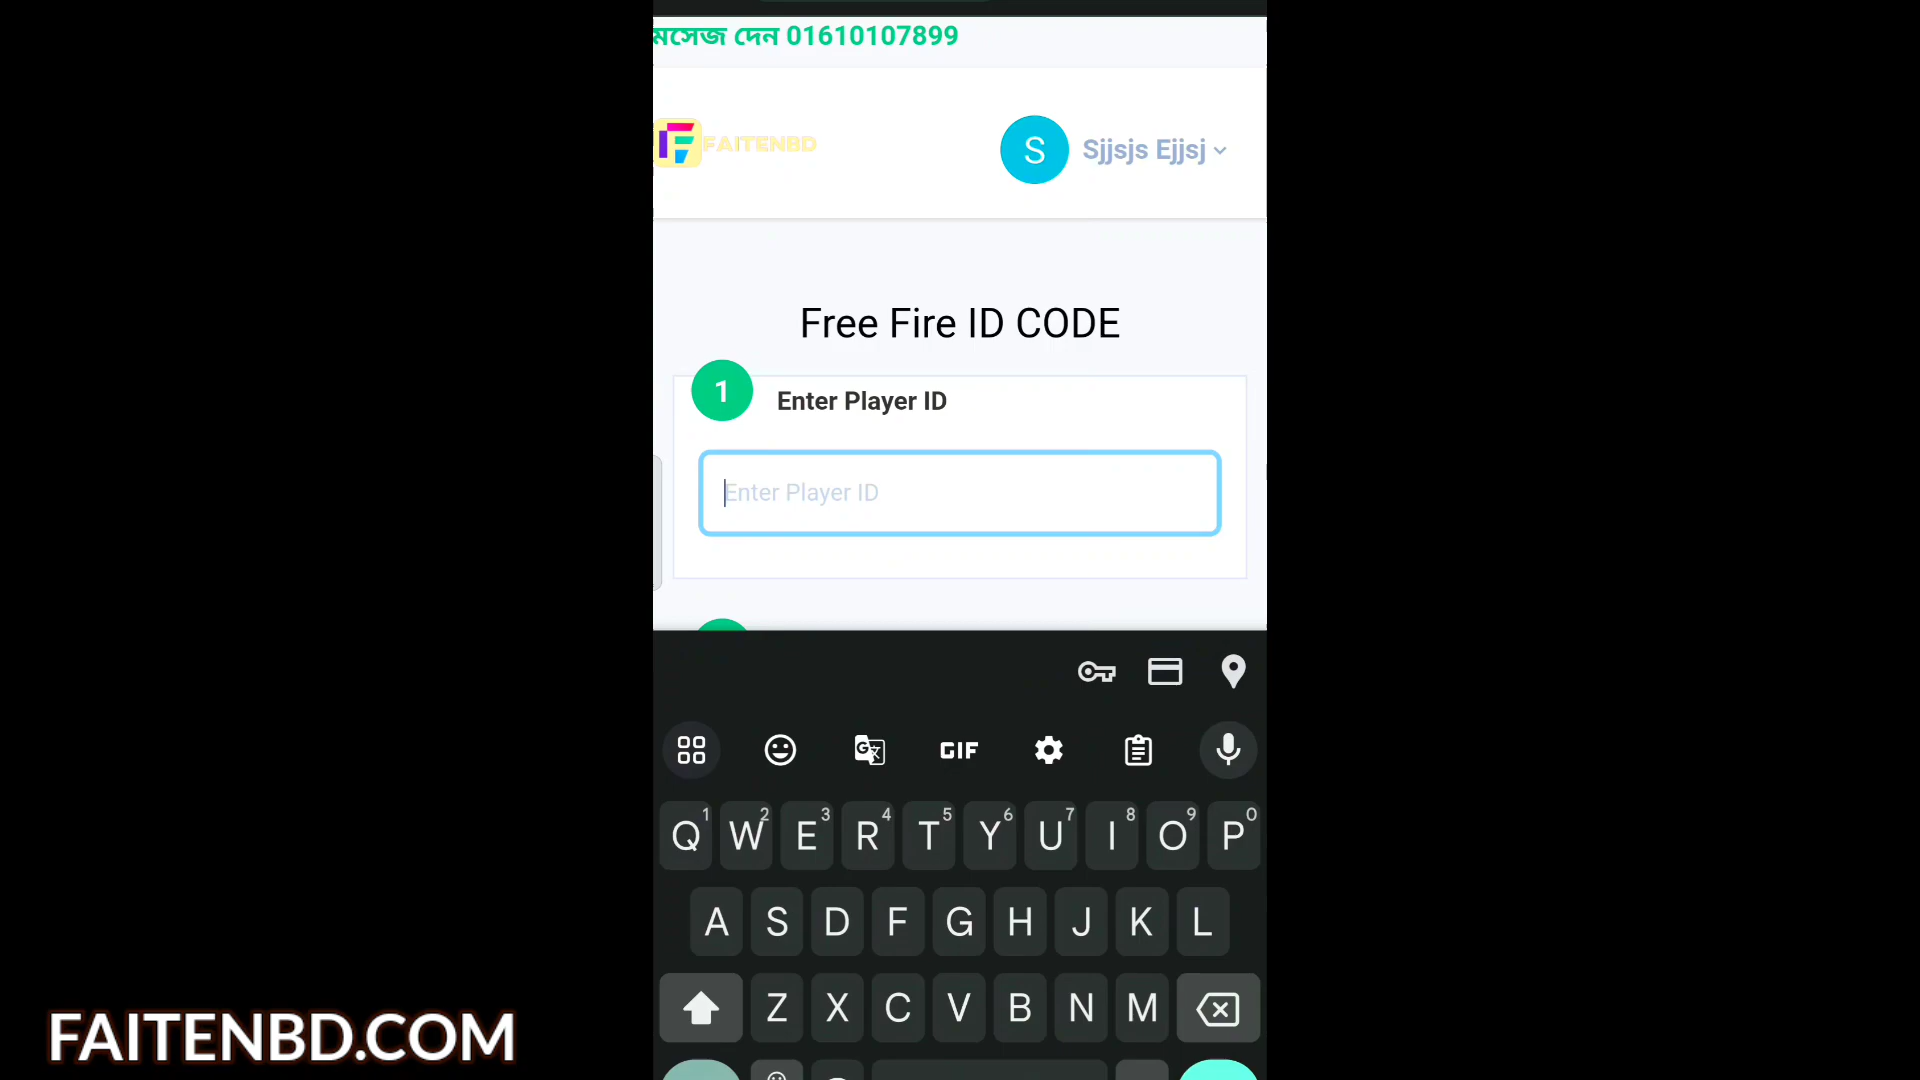 মসেজ দেন 01610107899
FAITENBD
S Sjjsjs Ejjsj
Free Fire ID CODE
1 Enter Player ID
Enter Player ID
GIF
Q1 W2 E3 R4 T5 Y6 U7 I8 O9 P0
A S D F G H J K L
Z X C V B N M
FAITENBD.COM